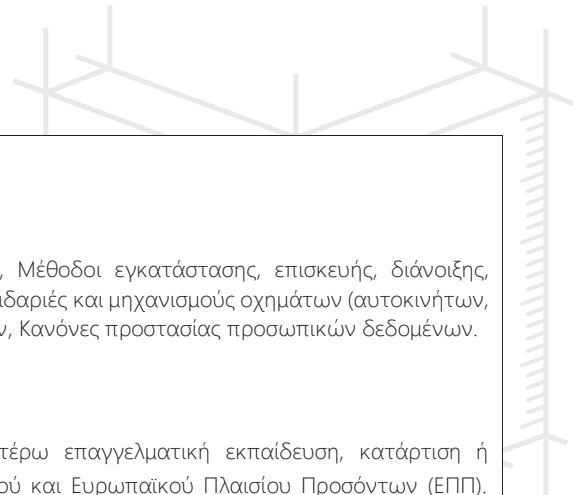 , Μέθοδοι εγκατάστασης, επισκευής, διάνοιξης,
ιδαριές και μηχανισμούς οχημάτων (αυτοκινήτων,
ν, Κανόνες προστασίας προσωπικών δεδομένων.
τέρω επαγγελματική εκπαίδευση, κατάρτιση ή
ού και Ευρωπαϊκού Πλαισίου Προσόντων (ΕΠΠ).